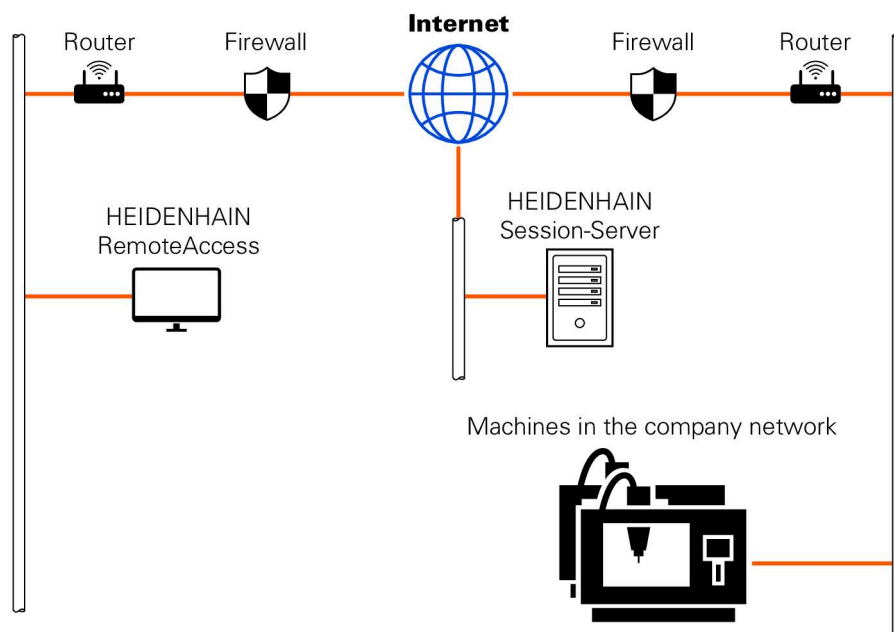 Internet
Router
Firewall
Firewall
Router
HEIDENHAIN
RemoteAccess
HEIDENHAIN
Session-Server
Machines in the company network